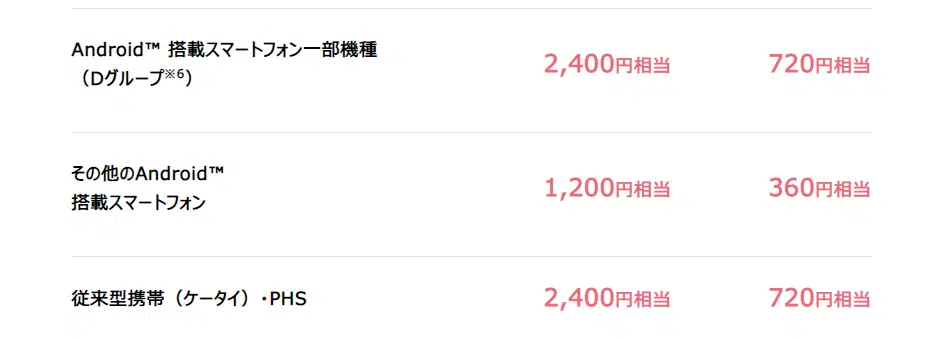 Android™ 搭載スマートフォン一部機種
（Dグループ※6）
2,400円相当 720円相当
その他のAndroid™
搭載スマートフォン
1,200円相当 360円相当
従来型携帯（ケータイ）・PHS 2,400円相当 720円相当